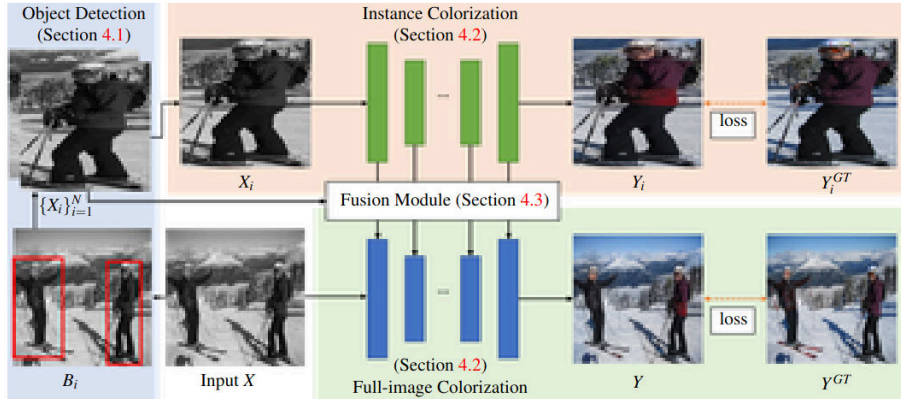 Object Detection
(Section 4.1)
Instance Colorization
(Section 4.2)
...
loss
X_i
Y_i
Y_i^{GT}
{X_i}_{i=1}^N
Fusion Module (Section 4.3)
...
loss
(Section 4.2)
Full-image Colorization
B_i
Input X
Y
Y^{GT}